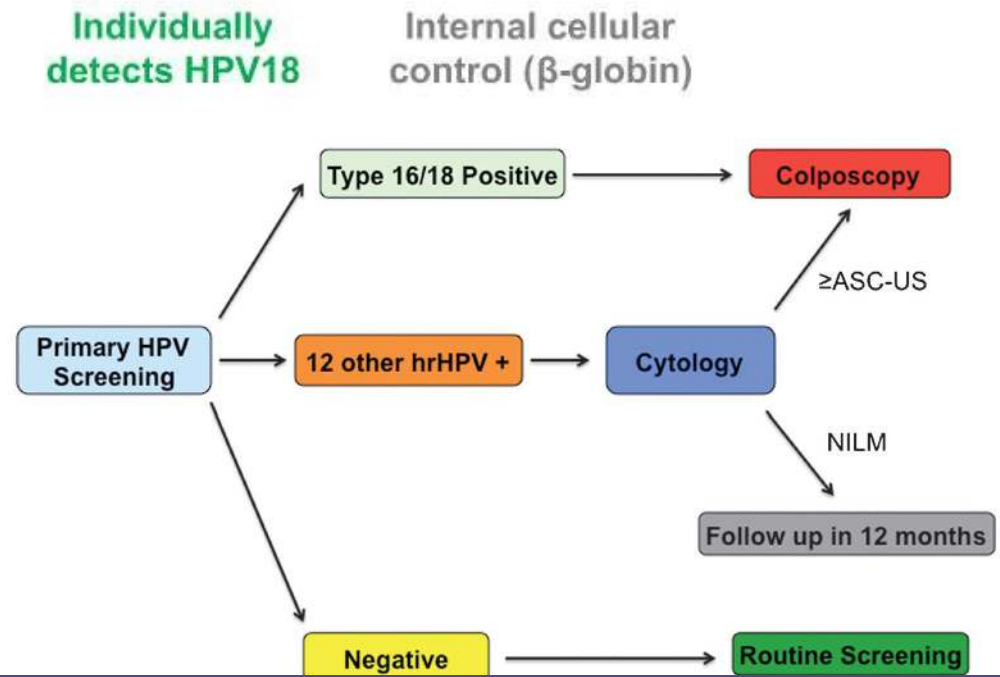 Individually
detects HPV18
Internal cellular
control (β-globin)
Type 16/18 Positive
Colposcopy
≥ASC-US
Primary HPV
Screening
12 other hrHPV +
Cytology
NILM
Follow up in 12 months
Negative
Routine Screening